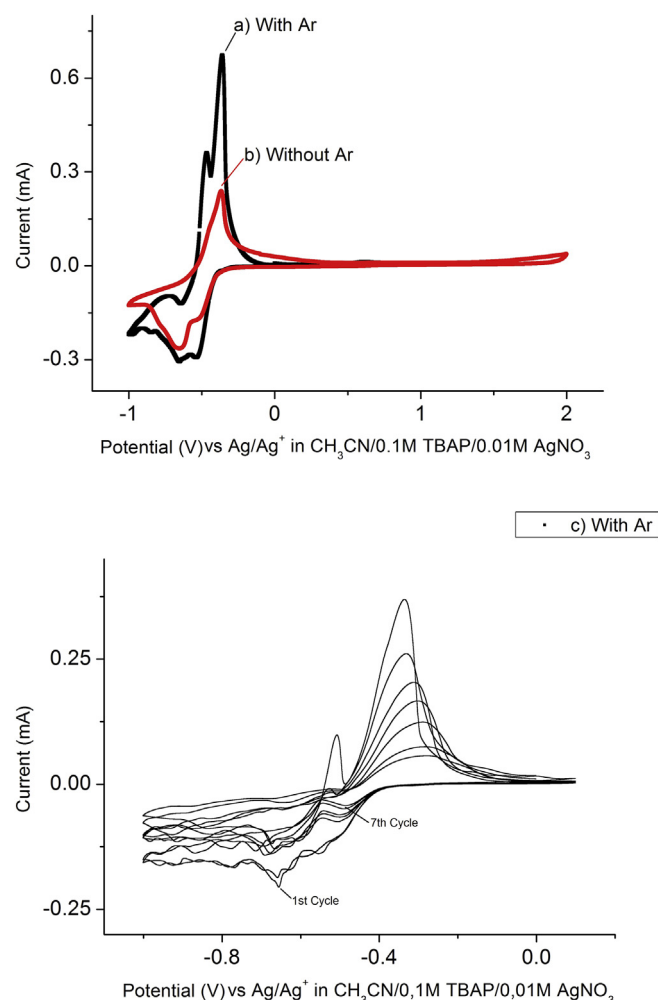 a) With Ar
b) Without Ar
0.6
0.3
0.0
-0.3
Current (mA)
-1
0
1
2
Potential (V) vs Ag/Ag⁺ in CH₃CN/0.1M TBAP/0.01M AgNO₃
c) With Ar
0.25
0.00
-0.25
Current (mA)
7th Cycle
1st Cycle
-0.8
-0.4
0.0
Potential (V) vs Ag/Ag⁺ in CH₃CN/0,1M TBAP/0,01M AgNO₃